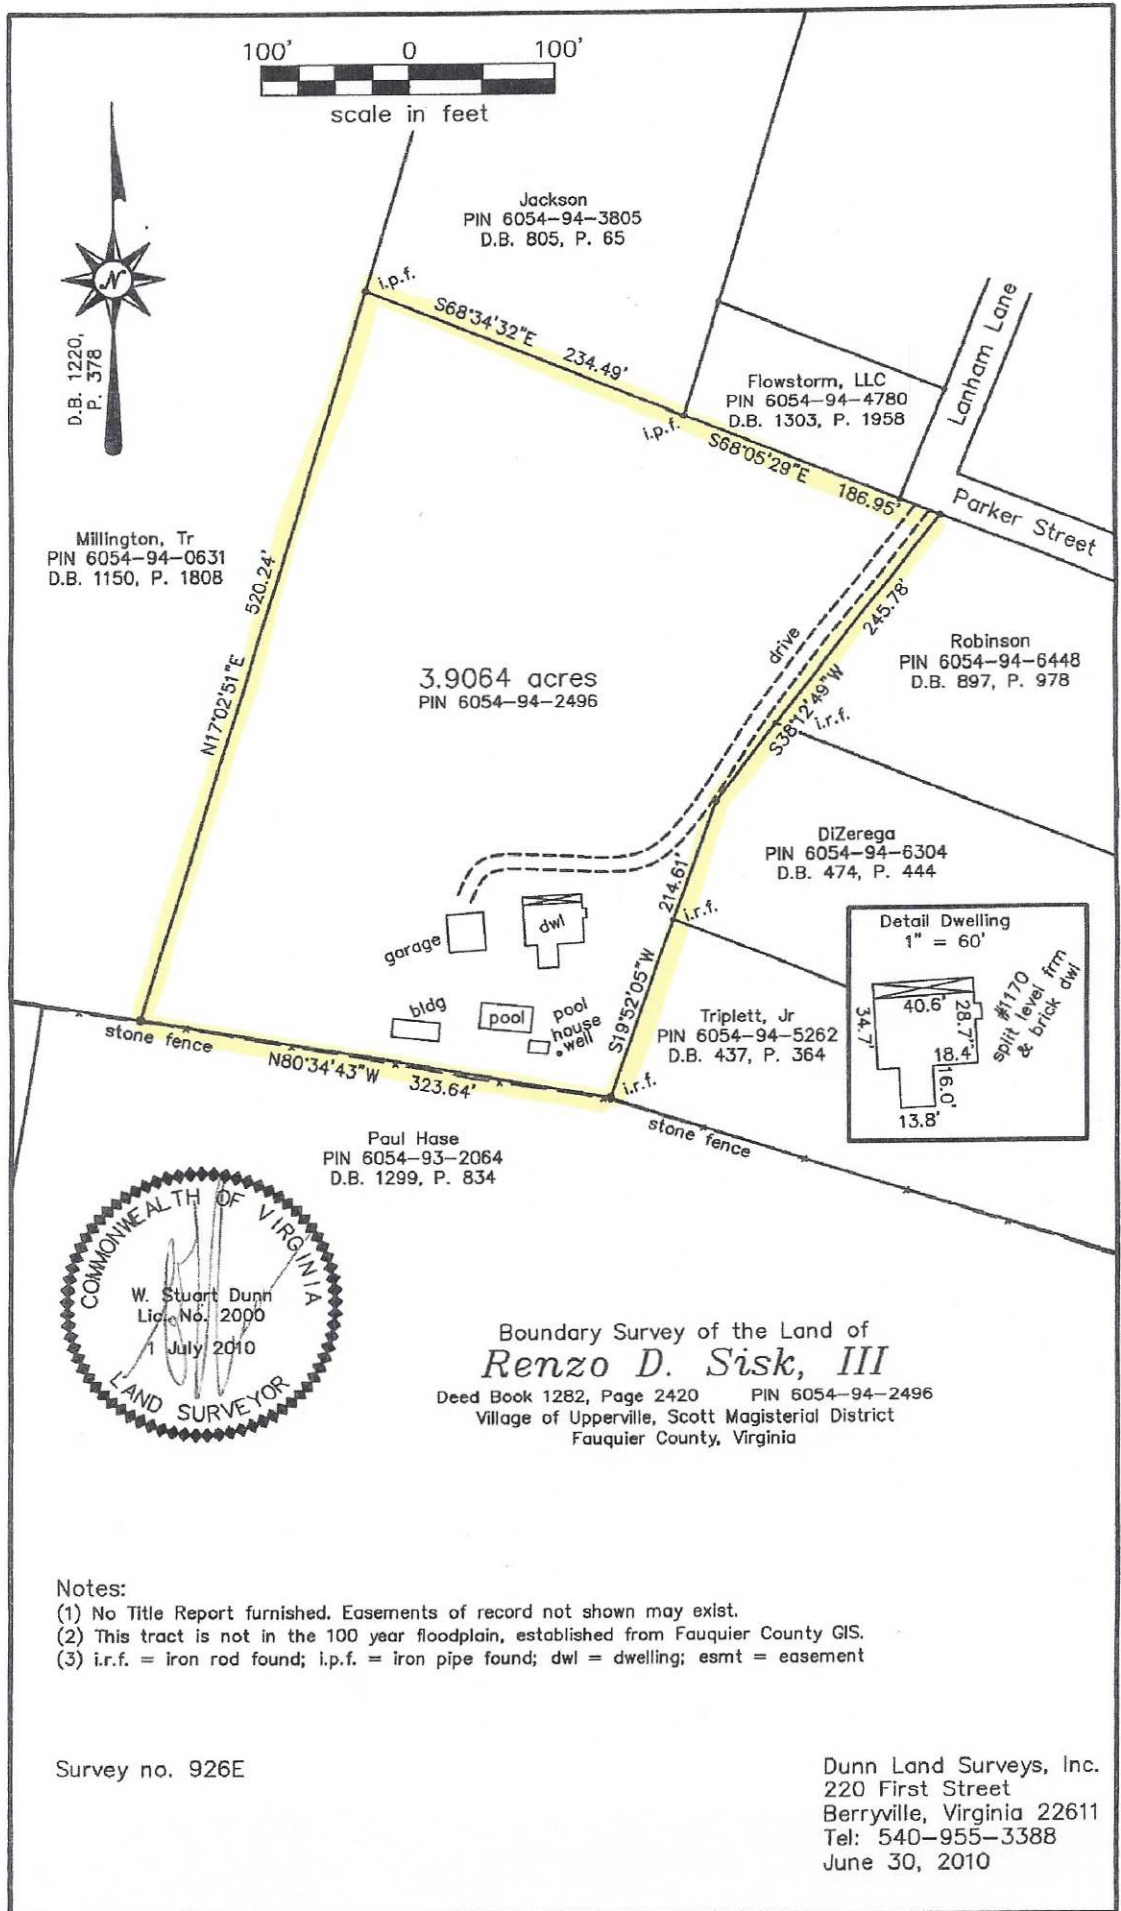 100' 0 100'
scale in feet
N
D.B. 1220,
P. 378
Jackson
PIN 6054-94-3805
D.B. 805, P. 65
i.p.f.
S68°34'32"E 234.49'
Flowstorm, LLC
PIN 6054-94-4780
D.B. 1303, P. 1958
Lanham Lane
i.p.f.
S68°05'29"E 186.95'
Parker Street
Millington, Tr
PIN 6054-94-0631
D.B. 1150, P. 1808
N17°02'51"E 520.24'
3.9064 acres
PIN 6054-94-2496
drive
S38°12'49"W 245.78'
Robinson
PIN 6054-94-6448
D.B. 897, P. 978
i.r.f.
DiZerega
PIN 6054-94-6304
D.B. 474, P. 444
S19°52'05"W 214.61'
i.r.f.
garage
dwl
bldg
pool
pool
house
well
Triplett, Jr
PIN 6054-94-5262
D.B. 437, P. 364
Detail Dwelling
1" = 60'
40.6'
34.7'
28.7'
18.4'
16.0'
13.8'
#1170
split level frm
& brick dwl
stone fence
N80°34'43"W 323.64'
i.r.f.
stone fence
Paul Hase
PIN 6054-93-2064
D.B. 1299, P. 834
COMMONWEALTH OF VIRGINIA
W. Stuart Dunn
Lic. No. 2000
1 July 2010
LAND SURVEYOR
Boundary Survey of the Land of
Renzo D. Sisk, III
Deed Book 1282, Page 2420 PIN 6054-94-2496
Village of Upperville, Scott Magisterial District
Fauquier County, Virginia
Notes:
(1) No Title Report furnished. Easements of record not shown may exist.
(2) This tract is not in the 100 year floodplain, established from Fauquier County GIS.
(3) i.r.f. = iron rod found; i.p.f. = iron pipe found; dwl = dwelling; esmt = easement
Survey no. 926E
Dunn Land Surveys, Inc.
220 First Street
Berryville, Virginia 22611
Tel: 540-955-3388
June 30, 2010